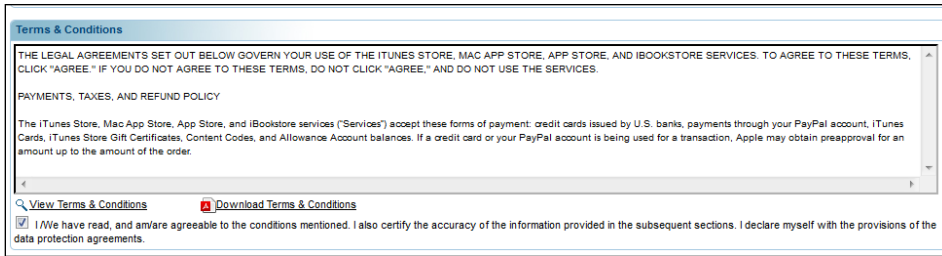 Terms & Conditions
THE LEGAL AGREEMENTS SET OUT BELOW GOVERN YOUR USE OF THE ITUNES STORE, MAC APP STORE, APP STORE, AND IBOOKSTORE SERVICES. TO AGREE TO THESE TERMS,
CLICK "AGREE." IF YOU DO NOT AGREE TO THESE TERMS, DO NOT CLICK "AGREE," AND DO NOT USE THE SERVICES.
PAYMENTS, TAXES, AND REFUND POLICY
The iTunes Store, Mac App Store, App Store, and iBookstore services ("Services") accept these forms of payment: credit cards issued by U.S. banks, payments through your PayPal account, iTunes
Cards, iTunes Store Gift Certificates, Content Codes, and Allowance Account balances. If a credit card or your PayPal account is being used for a transaction, Apple may obtain preapproval for an
amount up to the amount of the order.
View Terms & Conditions Download Terms & Conditions
I /We have read, and am/are agreeable to the conditions mentioned. I also certify the accuracy of the information provided in the subsequent sections. I declare myself with the provisions of the
data protection agreements.